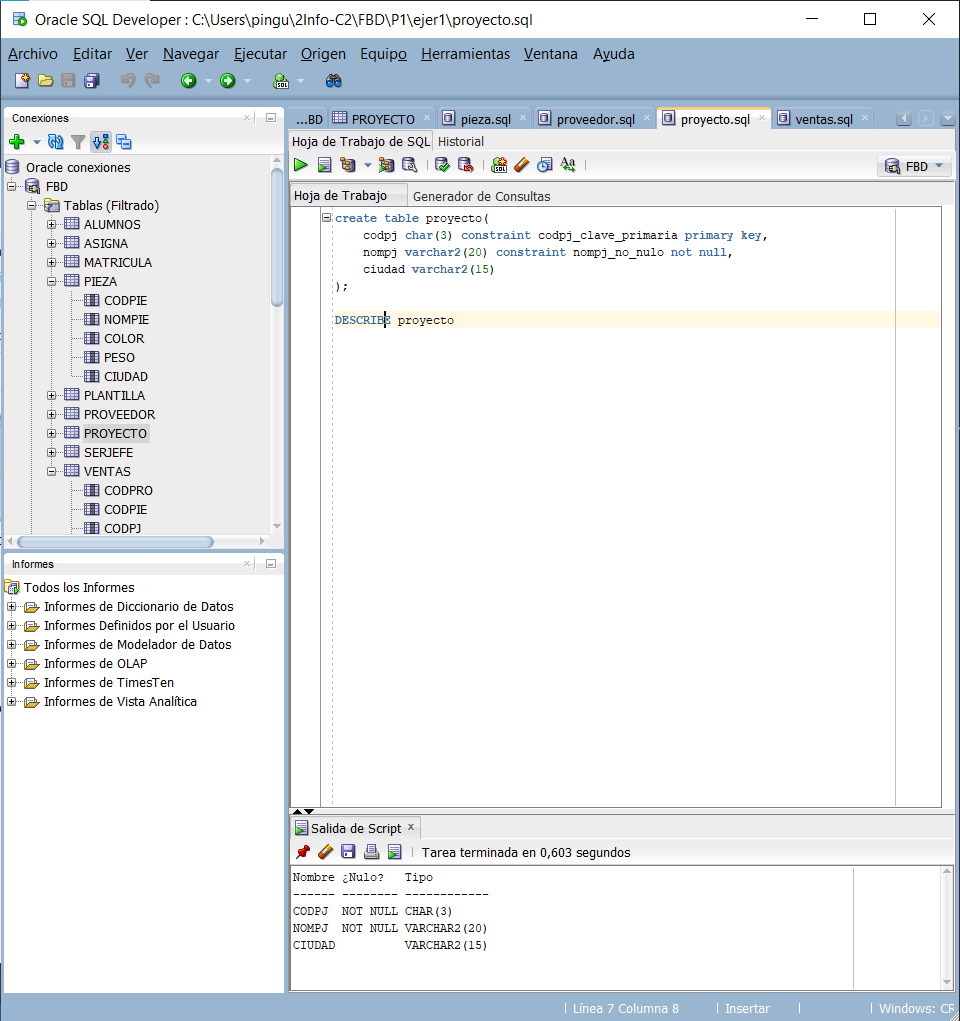 Oracle SQL Developer : C:\Users\pingu\2Info-C2\FBD\P1\ejer1\proyecto.sql
Archivo Editar Ver Navegar Ejecutar Origen Equipo Herramientas Ventana Ayuda
Conexiones
Oracle conexiones
FBD
Tablas (Filtrado)
ALUMNOS
ASIGNA
MATRICULA
PIEZA
CODPIE
NOMPIE
COLOR
PESO
CIUDAD
PLANTILLA
PROVEEDOR
PROYECTO
SERJEFE
VENTAS
CODPRO
CODPIE
CODPJ
Informes
Todos los Informes
Informes de Diccionario de Datos
Informes Definidos por el Usuario
Informes de Modelador de Datos
Informes de OLAP
Informes de TimesTen
Informes de Vista Analítica
...BD PROYECTO pieza.sql proveedor.sql proyecto.sql ventas.sql
Hoja de Trabajo de SQL Historial
FBD
Hoja de Trabajo Generador de Consultas
create table proyecto(
codpj char(3) constraint codpj_clave_primaria primary key,
nompj varchar2(20) constraint nompj_no_nulo not null,
ciudad varchar2(15)
);
DESCRIBE proyecto
Salida de Script
Tarea terminada en 0,603 segundos
Nombre ¿Nulo? Tipo
------ -------- ------------
CODPJ NOT NULL CHAR(3)
NOMPJ NOT NULL VARCHAR2(20)
CIUDAD VARCHAR2(15)
Línea 7 Columna 8 Insertar Windows: CR